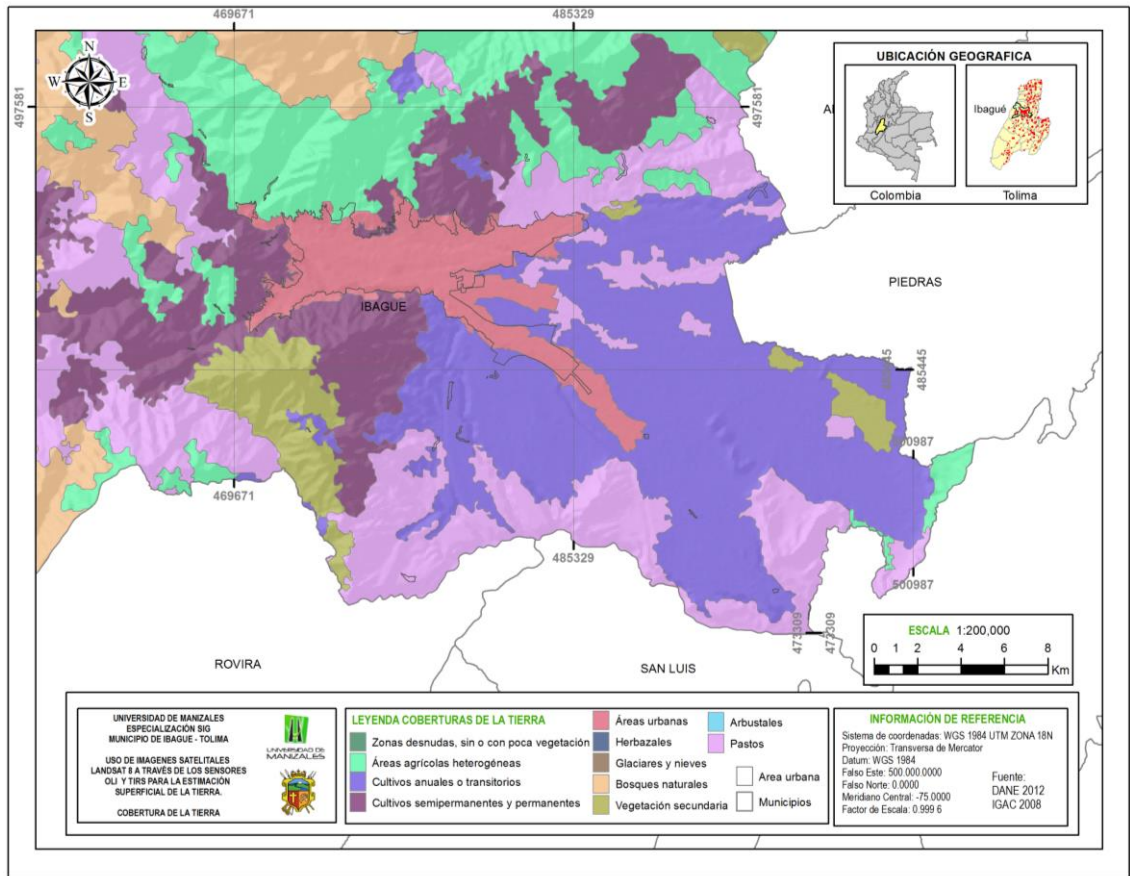 469671
485329
N
W E
S
497581
497581
UBICACIÓN GEOGRAFICA
Ibagué
Colombia
Tolima
PIEDRAS
IBAGUE
485445
500987
469671
485329
500987
473309
473309
ROVIRA
SAN LUIS
ESCALA 1:200,000
0 1 2 4 6 8
Km
UNIVERSIDAD DE MANIZALES
ESPECIALIZACIÓN SIG
MUNICIPIO DE IBAGUE - TOLIMA
USO DE IMAGENES SATELITALES
LANDSAT 8 A TRAVÉS DE LOS SENSORES
OLI Y TIRS PARA LA ESTIMACIÓN
SUPERFICIAL DE LA TIERRA.
COBERTURA DE LA TIERRA
UNIVERSIDAD DE
MANIZALES
LEYENDA COBERTURAS DE LA TIERRA
Zonas desnudas, sin o con poca vegetación
Áreas agrícolas heterogéneas
Cultivos anuales o transitorios
Cultivos semipermanentes y permanentes
Áreas urbanas
Herbazales
Glaciares y nieves
Bosques naturales
Vegetación secundaria
Arbustales
Pastos
Area urbana
Municipios
INFORMACIÓN DE REFERENCIA
Sistema de coordenadas: WGS 1984 UTM ZONA 18N
Proyección: Transversa de Mercator
Datum: WGS 1984
Falso Este: 500.000.0000
Falso Norte: 0.0000
Meridiano Central: -75.0000
Factor de Escala: 0.999 6
Fuente:
DANE 2012
IGAC 2008